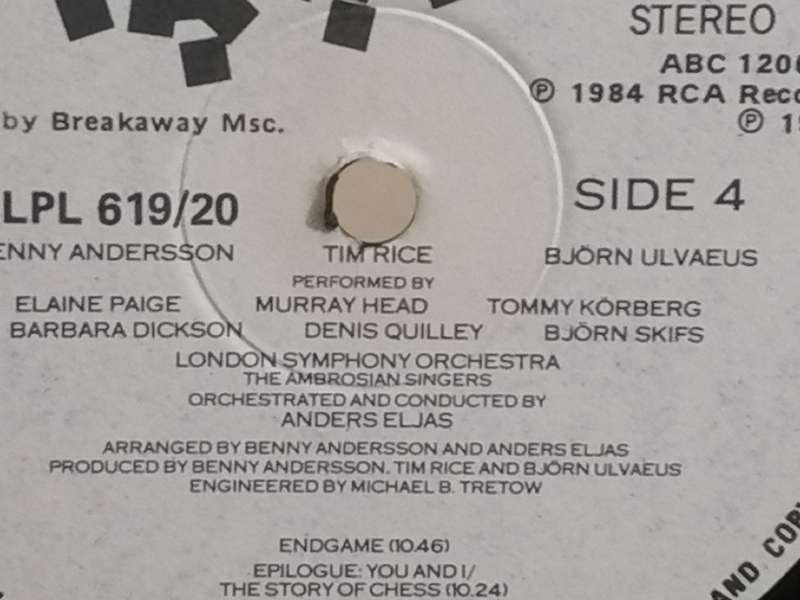 STEREO
ABC 120
℗ 1984 RCA
by Breakaway Msc.
℗
LPL 619/20
SIDE 4
ENNY ANDERSSON TIM RICE BJÖRN ULVAEUS
PERFORMED BY
ELAINE PAIGE MURRAY HEAD TOMMY KÖRBERG
BARBARA DICKSON DENIS QUILLEY BJÖRN SKIFS
LONDON SYMPHONY ORCHESTRA
THE AMBROSIAN SINGERS
ORCHESTRATED AND CONDUCTED BY
ANDERS ELJAS
ARRANGED BY BENNY ANDERSSON AND ANDERS ELJAS
PRODUCED BY BENNY ANDERSSON, TIM RICE AND BJÖRN ULVAEUS
ENGINEERED BY MICHAEL B. TRETOW
ENDGAME (10.46)
EPILOGUE: YOU AND I/
THE STORY OF CHESS (10.24)
AND COP